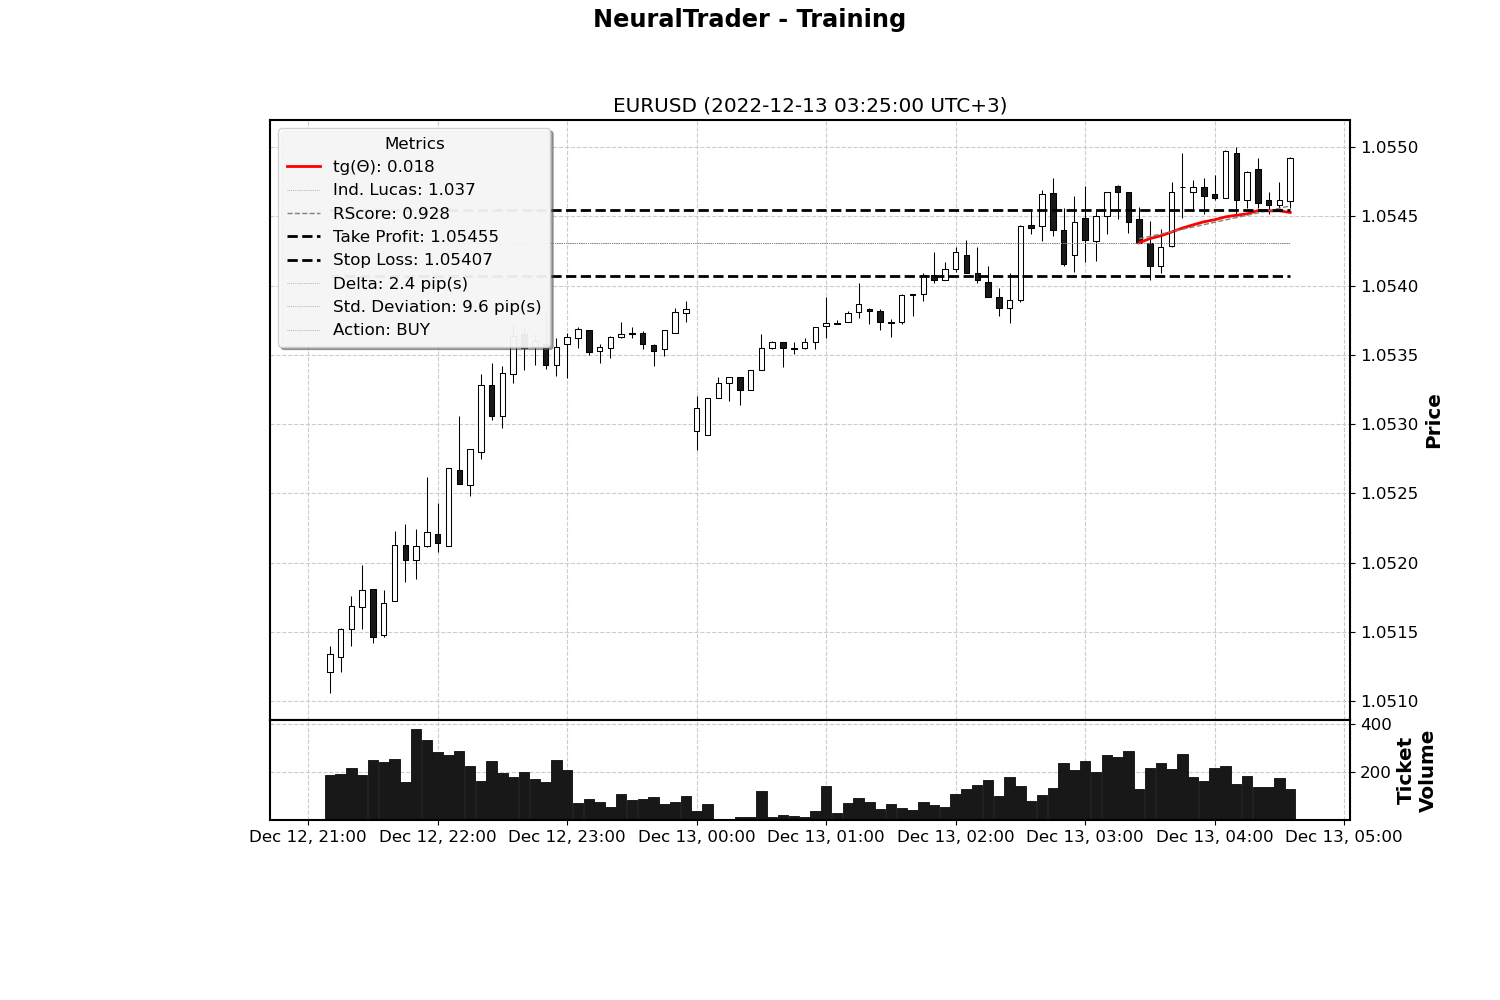 NeuralTrader - Training
EURUSD (2022-12-13 03:25:00 UTC+3)
Metrics
tg(Θ): 0.018
Ind. Lucas: 1.037
RScore: 0.928
Take Profit: 1.05455
Stop Loss: 1.05407
Delta: 2.4 pip(s)
Std. Deviation: 9.6 pip(s)
Action: BUY
1.0550
1.0545
1.0540
1.0535
1.0530
1.0525
1.0520
1.0515
1.0510
Price
400
200
Ticket
Volume
Dec 12, 21:00
Dec 12, 22:00
Dec 12, 23:00
Dec 13, 00:00
Dec 13, 01:00
Dec 13, 02:00
Dec 13, 03:00
Dec 13, 04:00
Dec 13, 05:00